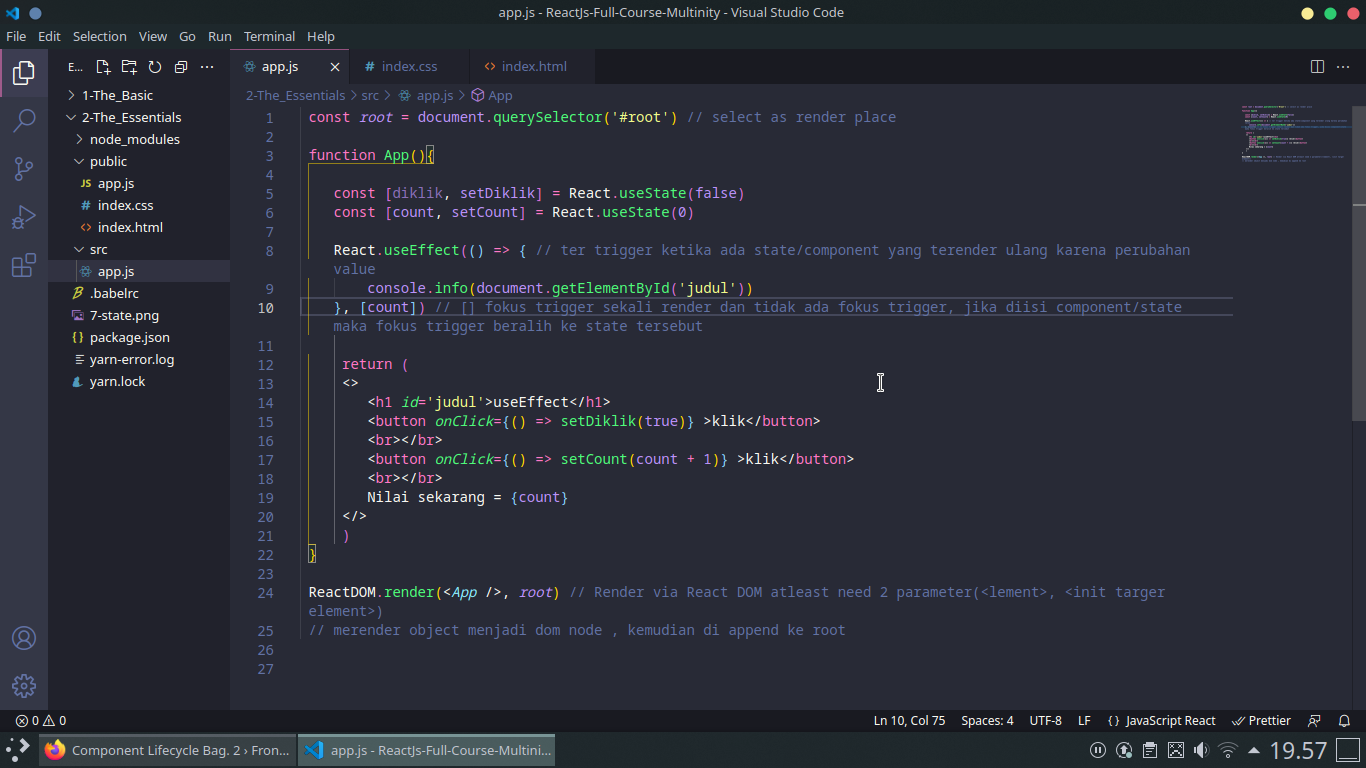 app.js - ReactJs-Full-Course-Multinity - Visual Studio Code
File Edit Selection View Go Run Terminal Help
E... app.js index.css index.html
1-The_Basic
2-The_Essentials
node_modules
public
JS app.js
# index.css
<> index.html
src
app.js
.babelrc
7-state.png
{} package.json
yarn-error.log
yarn.lock
2-The_Essentials > src > app.js > App
1 const root = document.querySelector('#root') // select as render place
2
3 function App(){
4
5 const [diklik, setDiklik] = React.useState(false)
6 const [count, setCount] = React.useState(0)
7
8 React.useEffect(() => { // ter trigger ketika ada state/component yang terender ulang karena perubahan
value
9 console.info(document.getElementById('judul'))
10 }, [count]) // [] fokus trigger sekali render dan tidak ada fokus trigger, jika diisi component/state
maka fokus trigger beralih ke state tersebut
11
12 return (
13 <>
14 <h1 id='judul'>useEffect</h1>
15 <button onClick={() => setDiklik(true)} >klik</button>
16 <br></br>
17 <button onClick={() => setCount(count + 1)} >klik</button>
18 <br></br>
19 Nilai sekarang = {count}
20 </>
21 )
22 }
23
24 ReactDOM.render(<App />, root) // Render via React DOM atleast need 2 parameter(<lement>, <init targer
element>)
25 // merender object menjadi dom node , kemudian di append ke root
26
27
0 0 Ln 10, Col 75 Spaces: 4 UTF-8 LF {} JavaScript React Prettier
Component Lifecycle Bag. 2 › Fron... app.js - ReactJs-Full-Course-Multini... 19.57